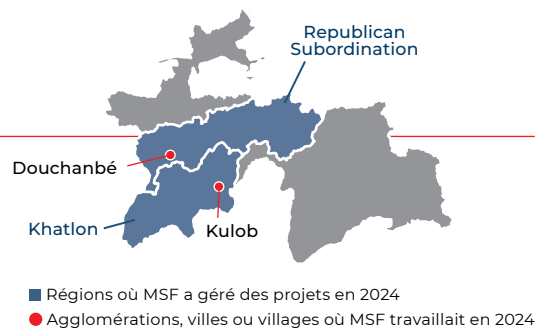 Republican
Subordination
Douchanbé
Khatlon
Kulob
Régions où MSF a géré des projets en 2024
Agglomérations, villes ou villages où MSF travaillait en 2024